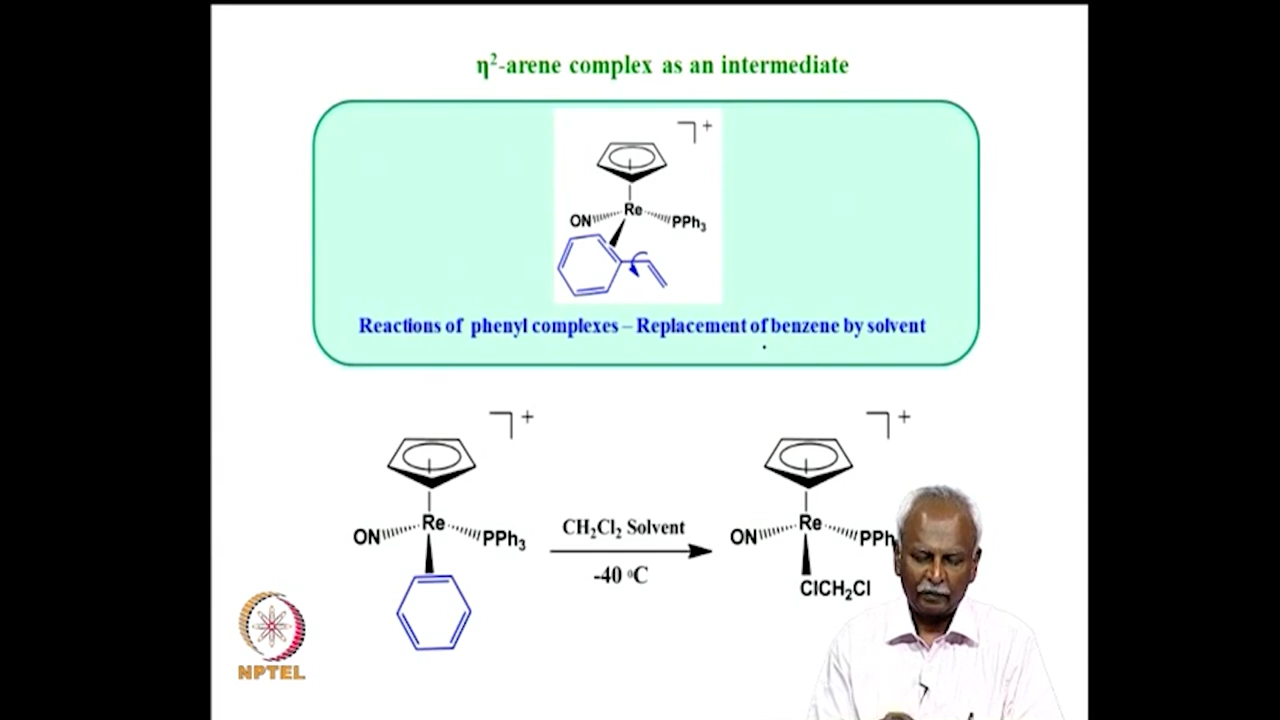 η²-arene complex as an intermediate
+
Re
ON
PPh₃
Reactions of phenyl complexes – Replacement of benzene by solvent
+
+
Re
ON
PPh₃
CH₂Cl₂ Solvent
-40 °C
Re
ON
PPh
ClCH₂Cl
NPTEL